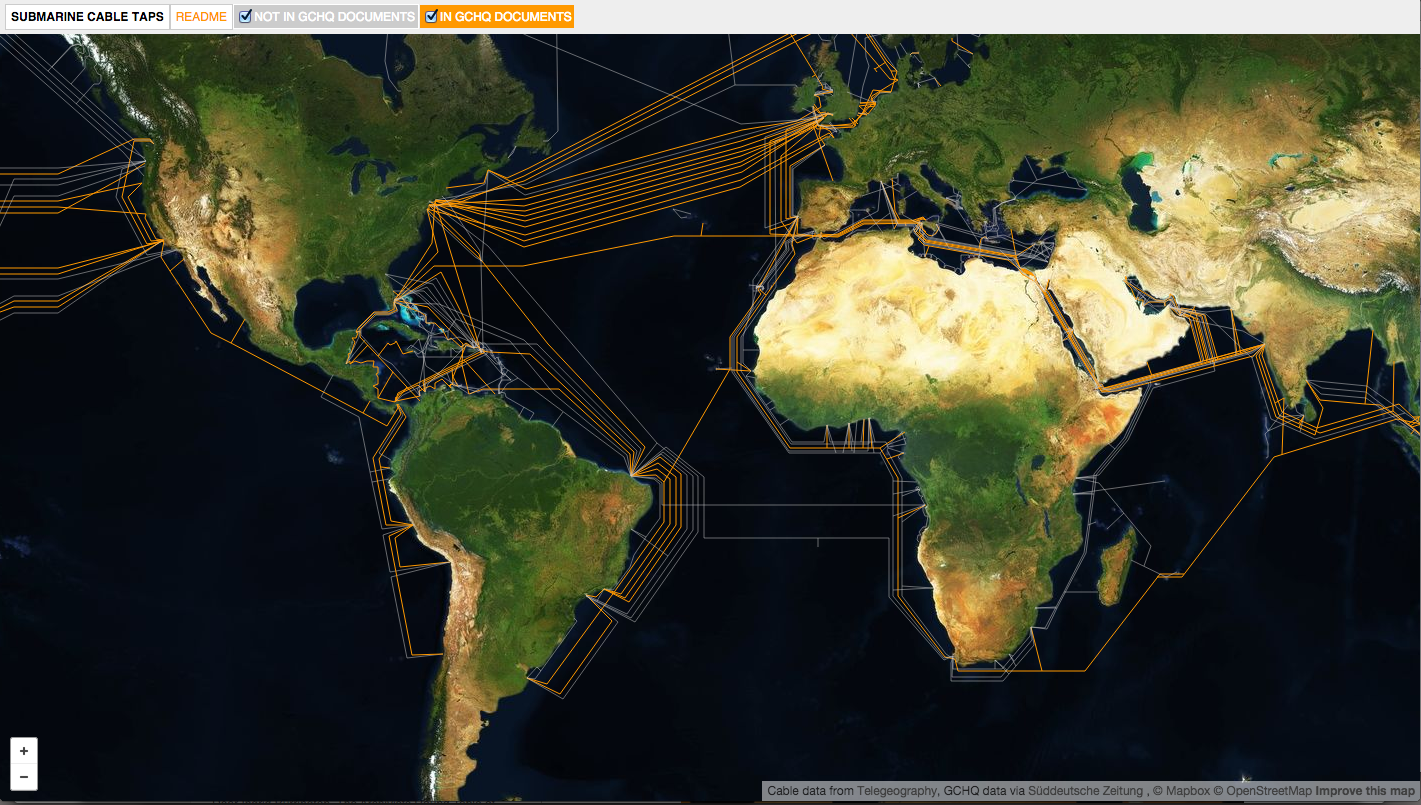 SUBMARINE CABLE TAPS README NOT IN GCHQ DOCUMENTS IN GCHQ DOCUMENTS
+
−
Cable data from Telegeography, GCHQ data via Süddeutsche Zeitung , © Mapbox © OpenStreetMap Improve this map